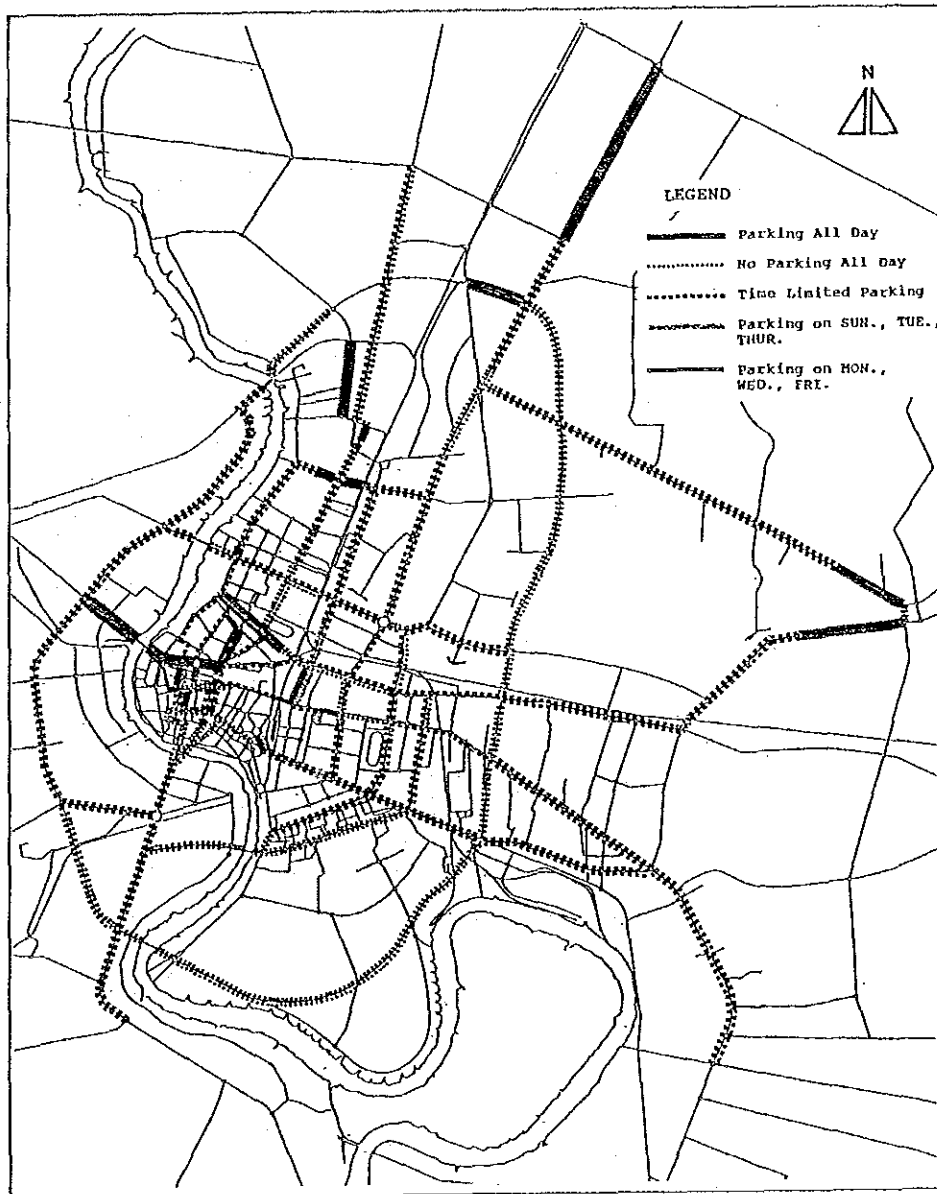 N
LEGEND
Parking All Day
No Parking All Day
Time Limited Parking
Parking on SUN., TUE.,
THUR.
Parking on MON.,
WED., FRI.